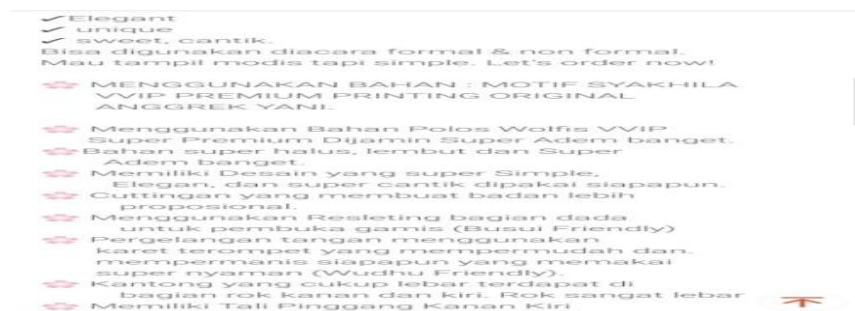 ✓Elegant
✓ unique
✓ sweet, cantik.
Bisa digunakan diacara formal & non formal.
Mau tampil modis tapi simple. Let's order now!
🌸 MENGGUNAKAN BAHAN : MOTIF SYAKHILA
VVIP PREMIUM PRINTING ORIGINAL
ANGGREK YANI.
🌸 Menggunakan Bahan Polos Wolfis VVIP
Super Premium Dijamin Super Adem banget.
🌸Bahan super halus, lembut dan Super
Adem banget.
🌸 Memiliki Desain yang super Simple,
Elegan, dan super cantik dipakai siapapun.
🌸 Cuttingan yang membuat badan lebih
proposional.
🌸 Menggunakan Resleting bagian dada
untuk pembuka gamis (Busui Friendly)
🌸 Pergelangan tangan menggunakan
karet terompet yang mempermudah dan.
mempermanis siapapun yang memakai
super nyaman (Wudhu Friendly).
🌸 Kantong yang cukup lebar terdapat di
bagian rok kanan dan kiri. Rok sangat lebar
🌸 Memiliki Tali Pinggang Kanan Kiri